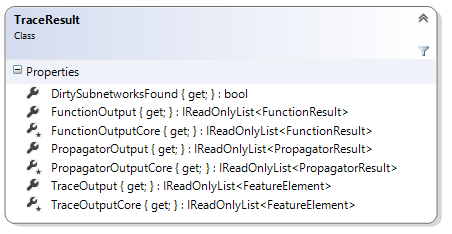 TraceResult
Class
Properties
DirtySubnetworksFound { get; } : bool
FunctionOutput { get; } : IReadOnlyList<FunctionResult>
FunctionOutputCore { get; } : IReadOnlyList<FunctionResult>
PropagatorOutput { get; } : IReadOnlyList<PropagatorResult>
PropagatorOutputCore { get; } : IReadOnlyList<PropagatorResult>
TraceOutput { get; } : IReadOnlyList<FeatureElement>
TraceOutputCore { get; } : IReadOnlyList<FeatureElement>